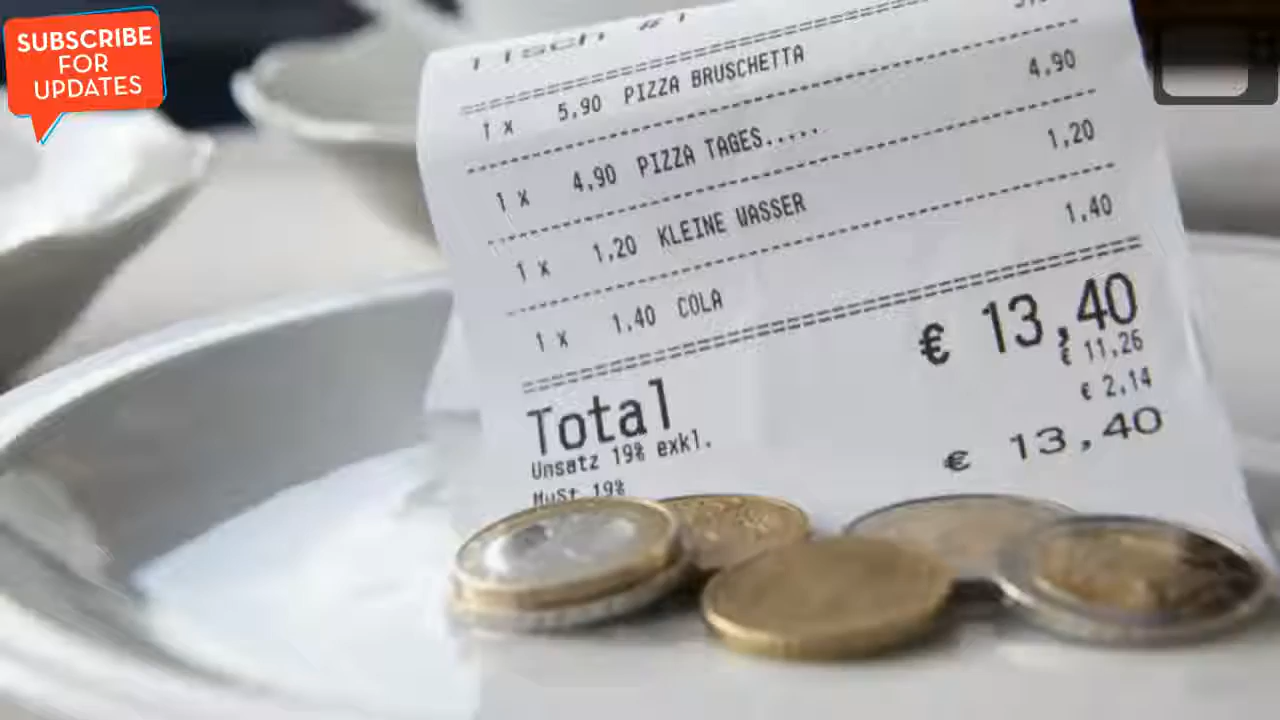 SUBSCRIBE
FOR
UPDATES
Tisch #1
1 x 5,90 PIZZA BRUSCHETTA
1 x 4,90 PIZZA TAGES..... 4,90
1 x 1,20 KLEINE WASSER 1,20
1 x 1,40 COLA 1,40
Total € 13,40
Umsatz 19% exkl. € 11,26
MwSt 19% € 2,14
€ 13,40